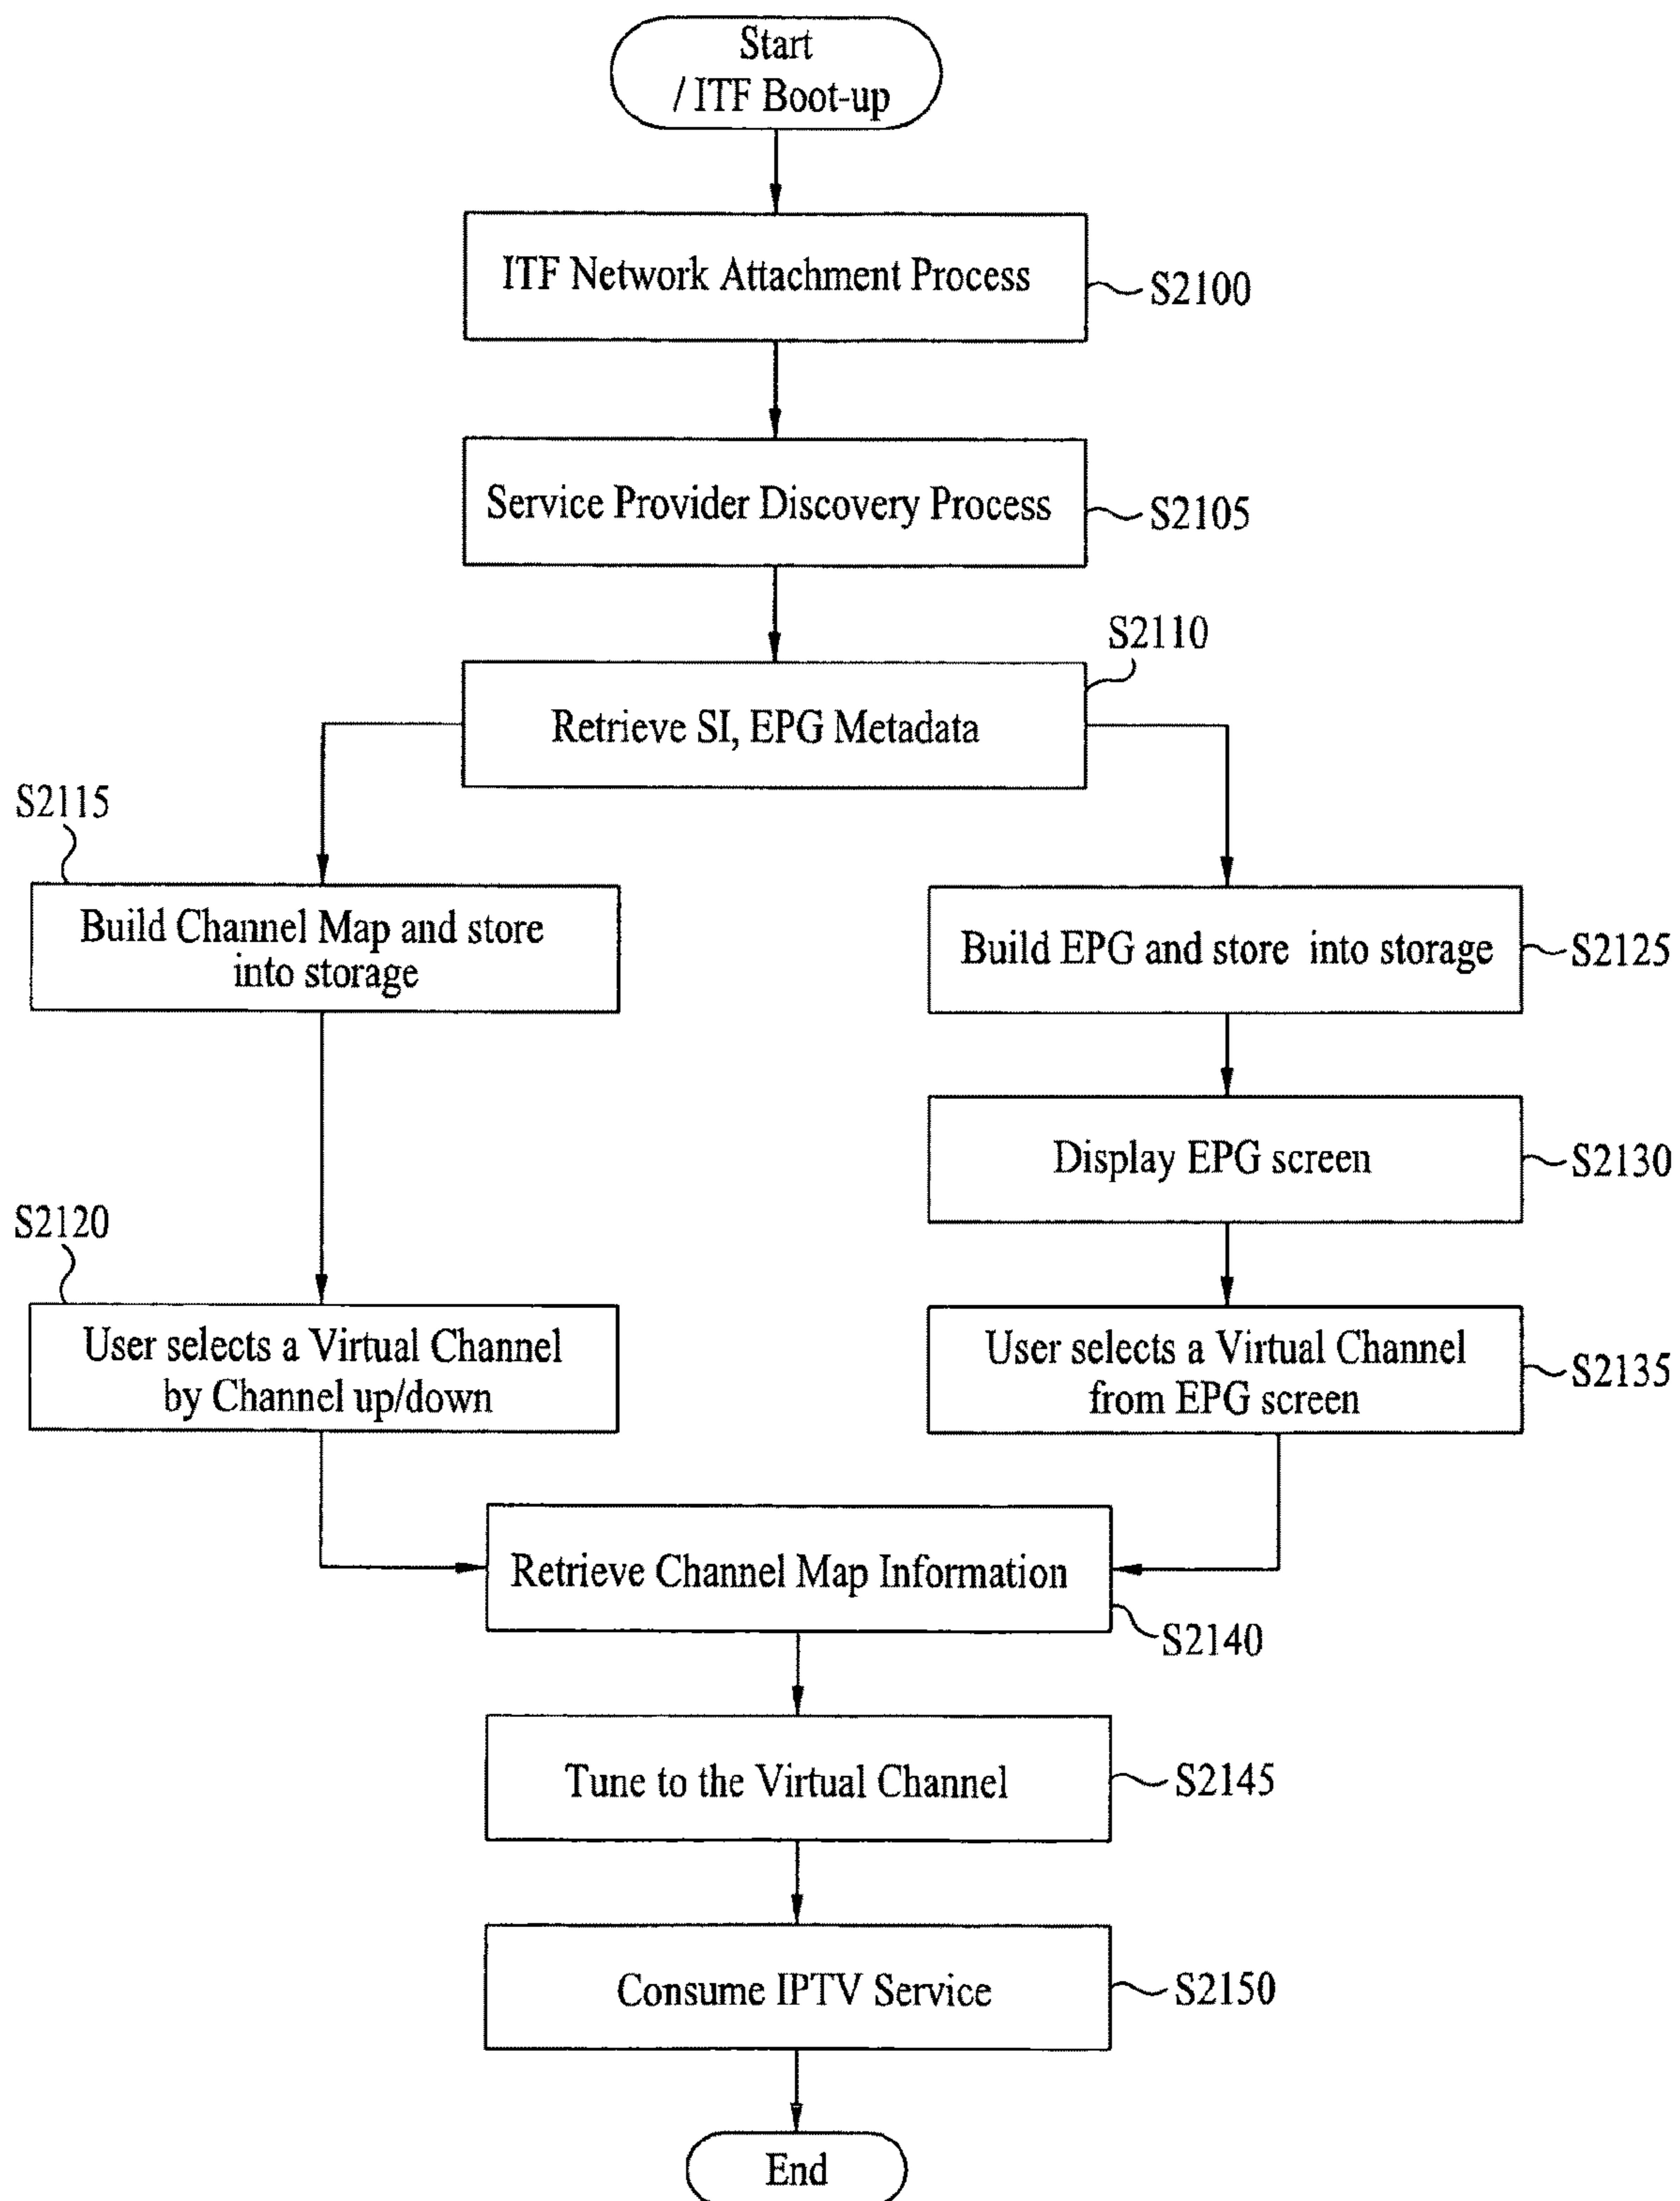 Start
/ ITF Boot-up
ITF Network Attachment Process
S2100
Service Provider Discovery Process
S2105
S2110
Retrieve SI, EPG Metadata
S2115
Build Channel Map and store
into storage
Build EPG and store into storage
S2125
Display EPG screen
S2130
S2120
User selects a Virtual Channel
by Channel up/down
User selects a Virtual Channel
from EPG screen
S2135
Retrieve Channel Map Information
S2140
Tune to the Virtual Channel
S2145
Consume IPTV Service
S2150
End